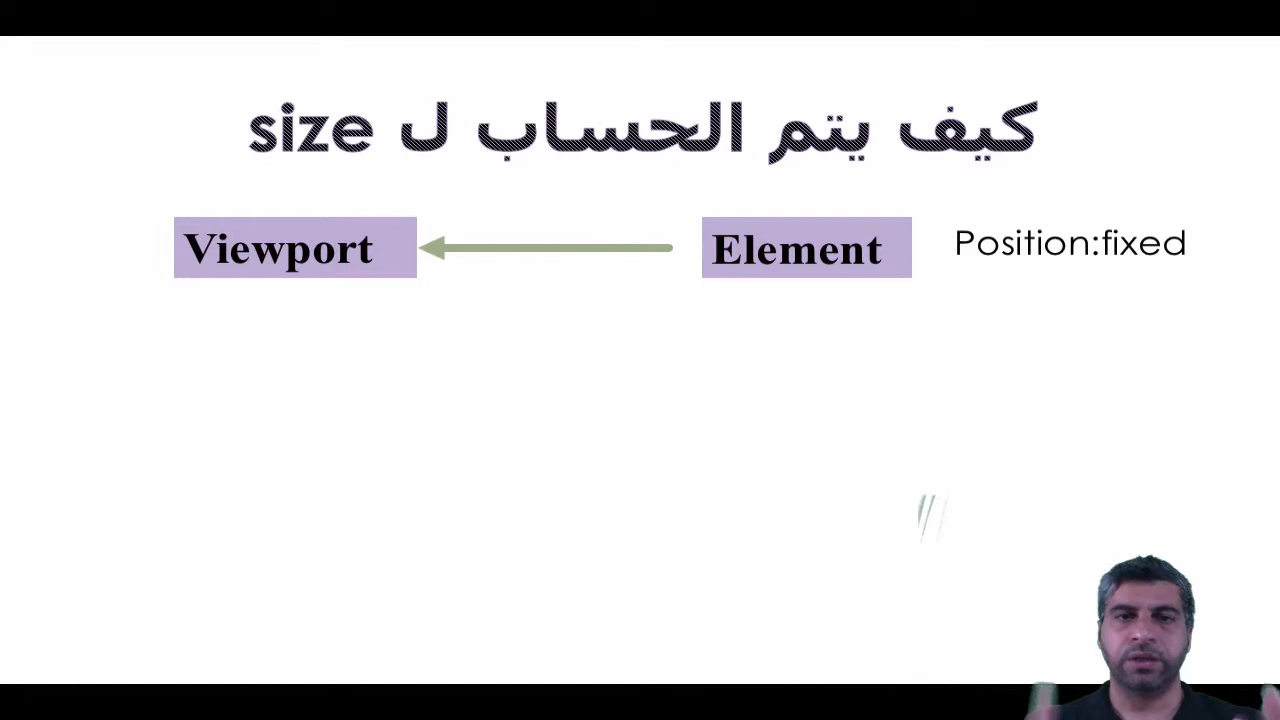 كيف يتم الحساب ل size
Viewport
Element
Position:fixed